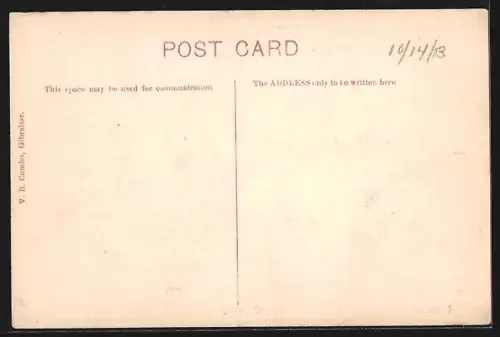 POST CARD
10/14/13
This space may be used for communication
The ADDRESS only to be written here
V. B. Cumbo, Gibraltar.